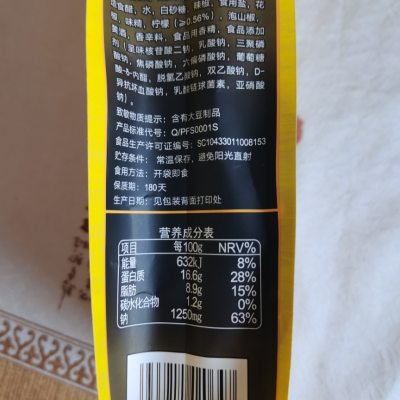 造食醋、水、白砂糖、辣椒、食用盐、花
椒、味精、柠檬（≥0.56%）、泡山椒、
黄酒、香辛料、食品用香精，食品添加
剂（呈味核苷酸二钠、乳酸钠、三聚磷
酸钠、焦磷酸钠、六偏磷酸钠、葡萄糖
酸-δ-内酯、脱氢乙酸钠、双乙酸钠、D-
异抗坏血酸钠、乳酸链球菌素、亚硝酸
钠）。
致敏物质提示：含有大豆制品
产品标准代号：Q/PFS0001S
食品生产许可证编号：SC10433011008153
贮存条件：常温保存，避免阳光直射
食用方法：开袋即食
保质期：180天
生产日期：见包装背面打印处
营养成分表
项目 每100g NRV%
能量 632kJ 8%
蛋白质 16.6g 28%
脂肪 8.9g 15%
碳水化合物 1.2g 0%
钠 1250mg 63%